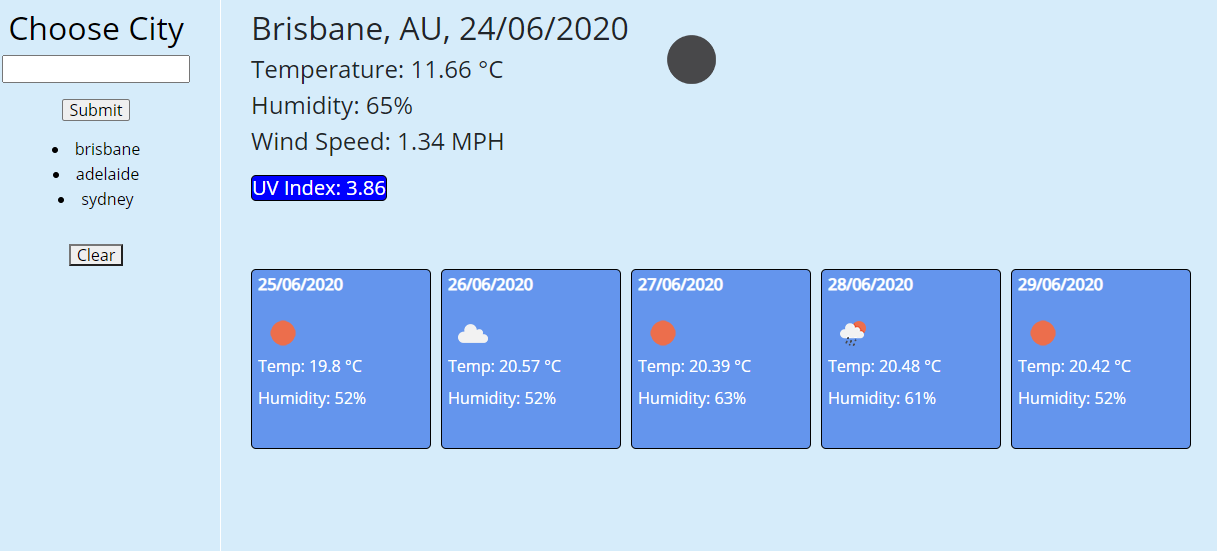 Choose City
Submit
brisbane
adelaide
sydney
Clear
Brisbane, AU, 24/06/2020
Temperature: 11.66 °C
Humidity: 65%
Wind Speed: 1.34 MPH
UV Index: 3.86
25/06/2020
Temp: 19.8 °C
Humidity: 52%
26/06/2020
Temp: 20.57 °C
Humidity: 52%
27/06/2020
Temp: 20.39 °C
Humidity: 63%
28/06/2020
Temp: 20.48 °C
Humidity: 61%
29/06/2020
Temp: 20.42 °C
Humidity: 52%